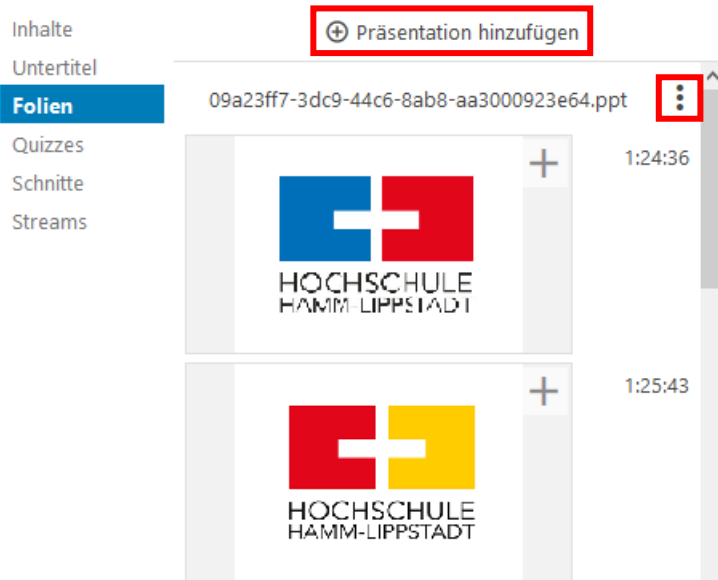 Inhalte
Untertitel
Folien
Quizzes
Schnitte
Streams
Präsentation hinzufügen
09a23ff7-3dc9-44c6-8ab8-aa3000923e64.ppt
1:24:36
HOCHSCHULE
HAMM-LIPPSTADT
1:25:43
HOCHSCHULE
HAMM-LIPPSTADT